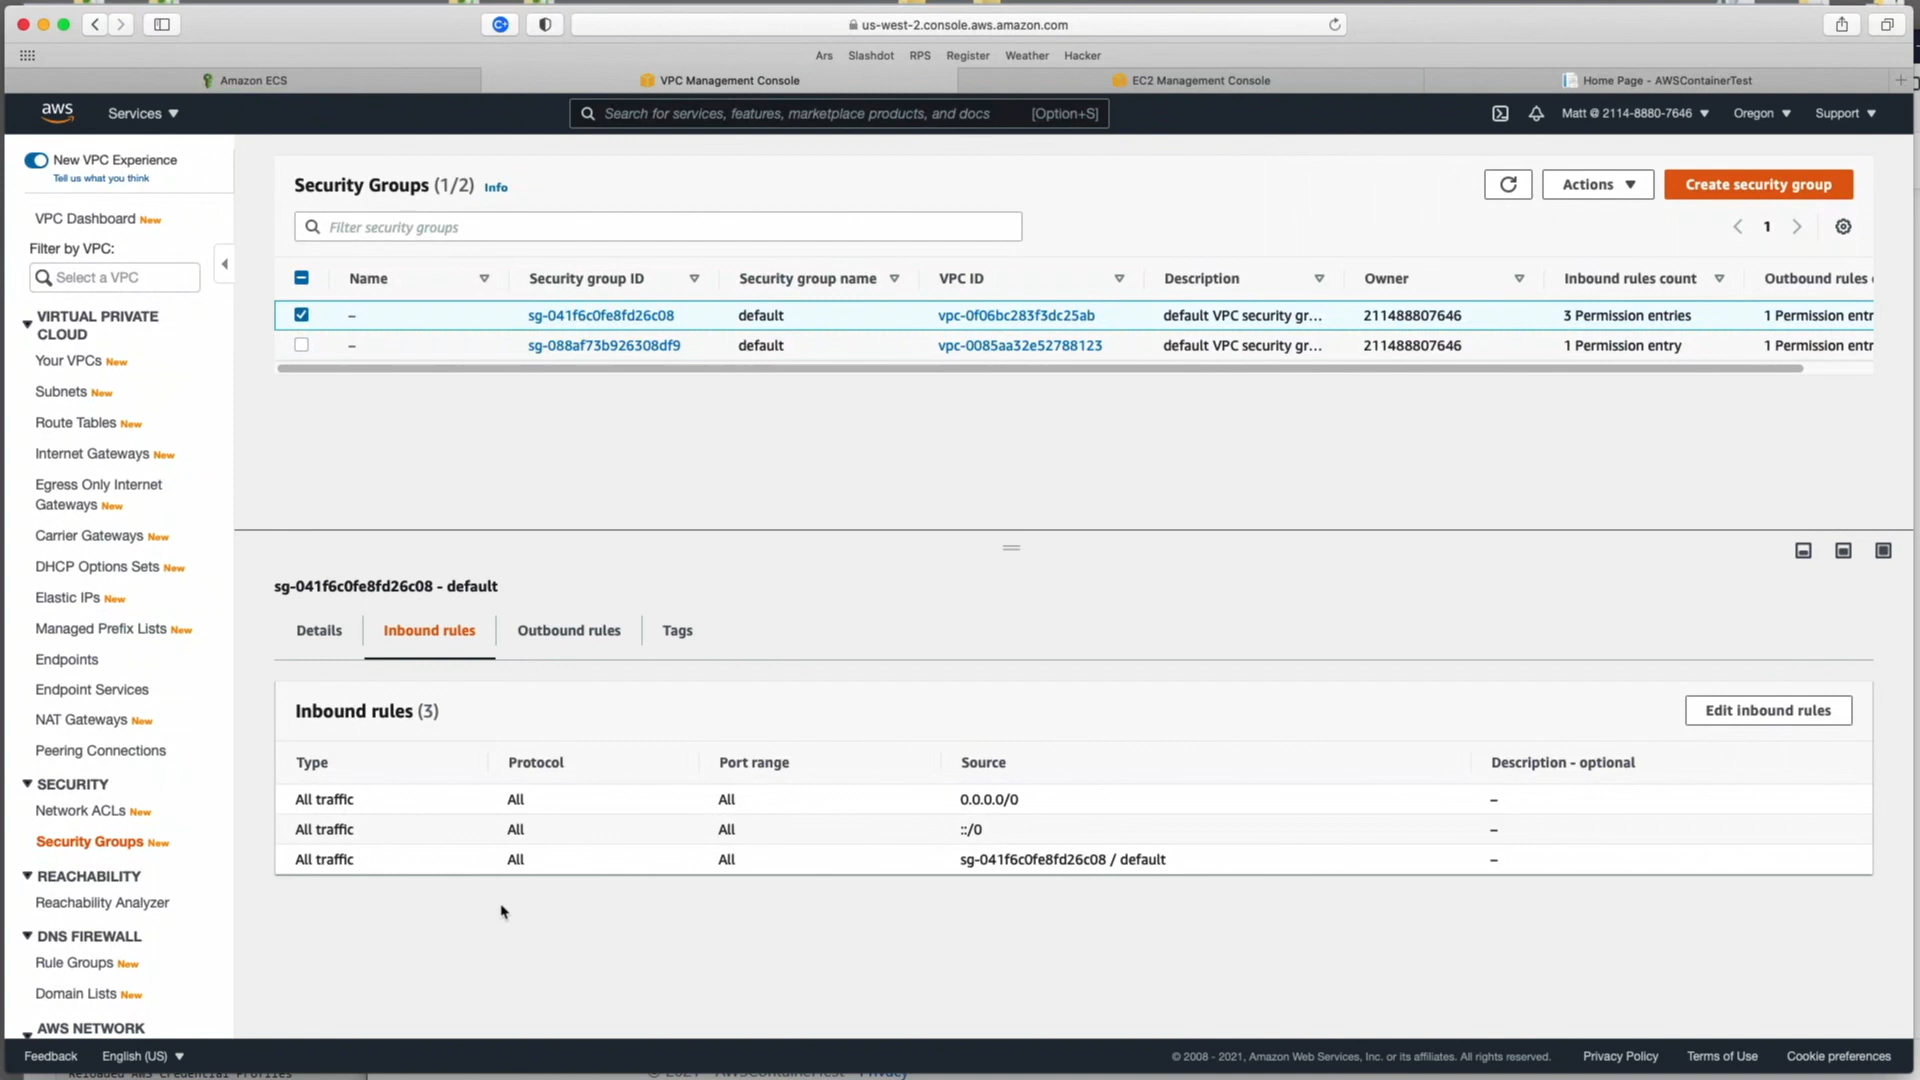 us-west-2.console.aws.amazon.com
Ars Slashdot RPS Register Weather Hacker
Amazon ECS VPC Management Console EC2 Management Console Home Page - AWSContainerTest
aws Services Search for services, features, marketplace products, and docs [Option+S] Matt @ 2114-8880-7646 Oregon Support
New VPC Experience
Tell us what you think
VPC Dashboard New
Filter by VPC:
Select a VPC
VIRTUAL PRIVATE
CLOUD
Your VPCs New
Subnets New
Route Tables New
Internet Gateways New
Egress Only Internet
Gateways New
Carrier Gateways New
DHCP Options Sets New
Elastic IPs New
Managed Prefix Lists New
Endpoints
Endpoint Services
NAT Gateways New
Peering Connections
SECURITY
Network ACLs New
Security Groups New
REACHABILITY
Reachability Analyzer
DNS FIREWALL
Rule Groups New
Domain Lists New
AWS NETWORK
Security Groups (1/2) Info
Actions Create security group
Filter security groups
1
Name Security group ID Security group name VPC ID Description Owner Inbound rules count Outbound rules
– sg-041f6c0fe8fd26c08 default vpc-0f06bc283f3dc25ab default VPC security gr... 211488807646 3 Permission entries 1 Permission entr
– sg-088af73b926308df9 default vpc-0085aa32e52788123 default VPC security gr... 211488807646 1 Permission entry 1 Permission entr
sg-041f6c0fe8fd26c08 - default
Details Inbound rules Outbound rules Tags
Inbound rules (3)
Edit inbound rules
Type Protocol Port range Source Description - optional
All traffic All All 0.0.0.0/0 –
All traffic All All ::/0 –
All traffic All All sg-041f6c0fe8fd26c08 / default –
Feedback English (US) © 2008 - 2021, Amazon Web Services, Inc. or its affiliates. All rights reserved. Privacy Policy Terms of Use Cookie preferences